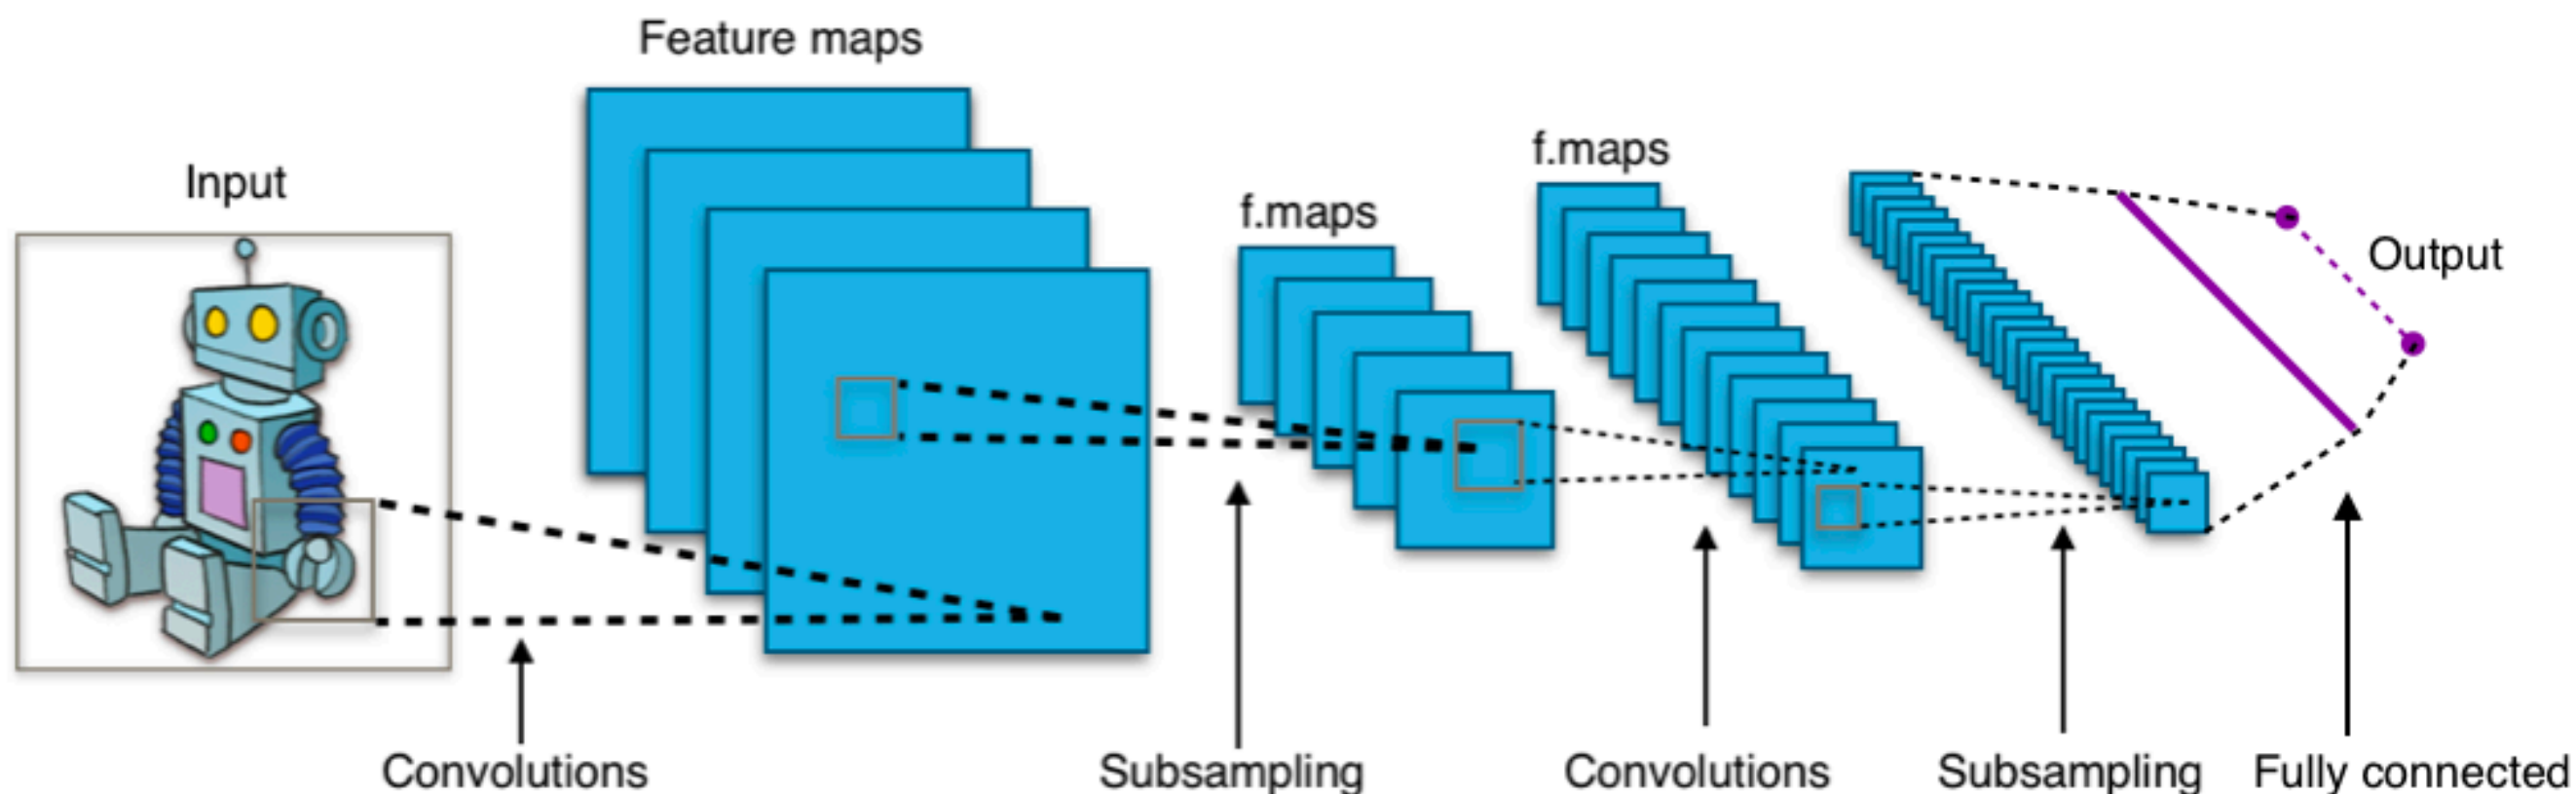 Feature maps
Input
f.maps
f.maps
Output
Convolutions
Subsampling
Convolutions
Subsampling
Fully connected